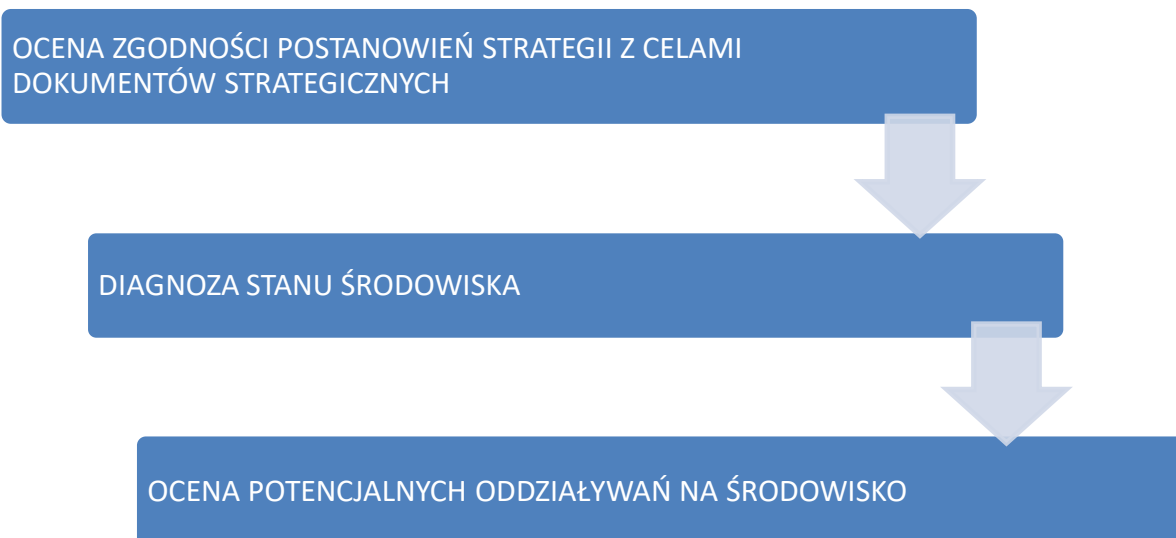 OCENA ZGODNOŚCI POSTANOWIEŃ STRATEGII Z CELAMI
DOKUMENTÓW STRATEGICZNYCH
DIAGNOZA STANU ŚRODOWISKA
OCENA POTENCJALNYCH ODDZIAŁYWAŃ NA ŚRODOWISKO